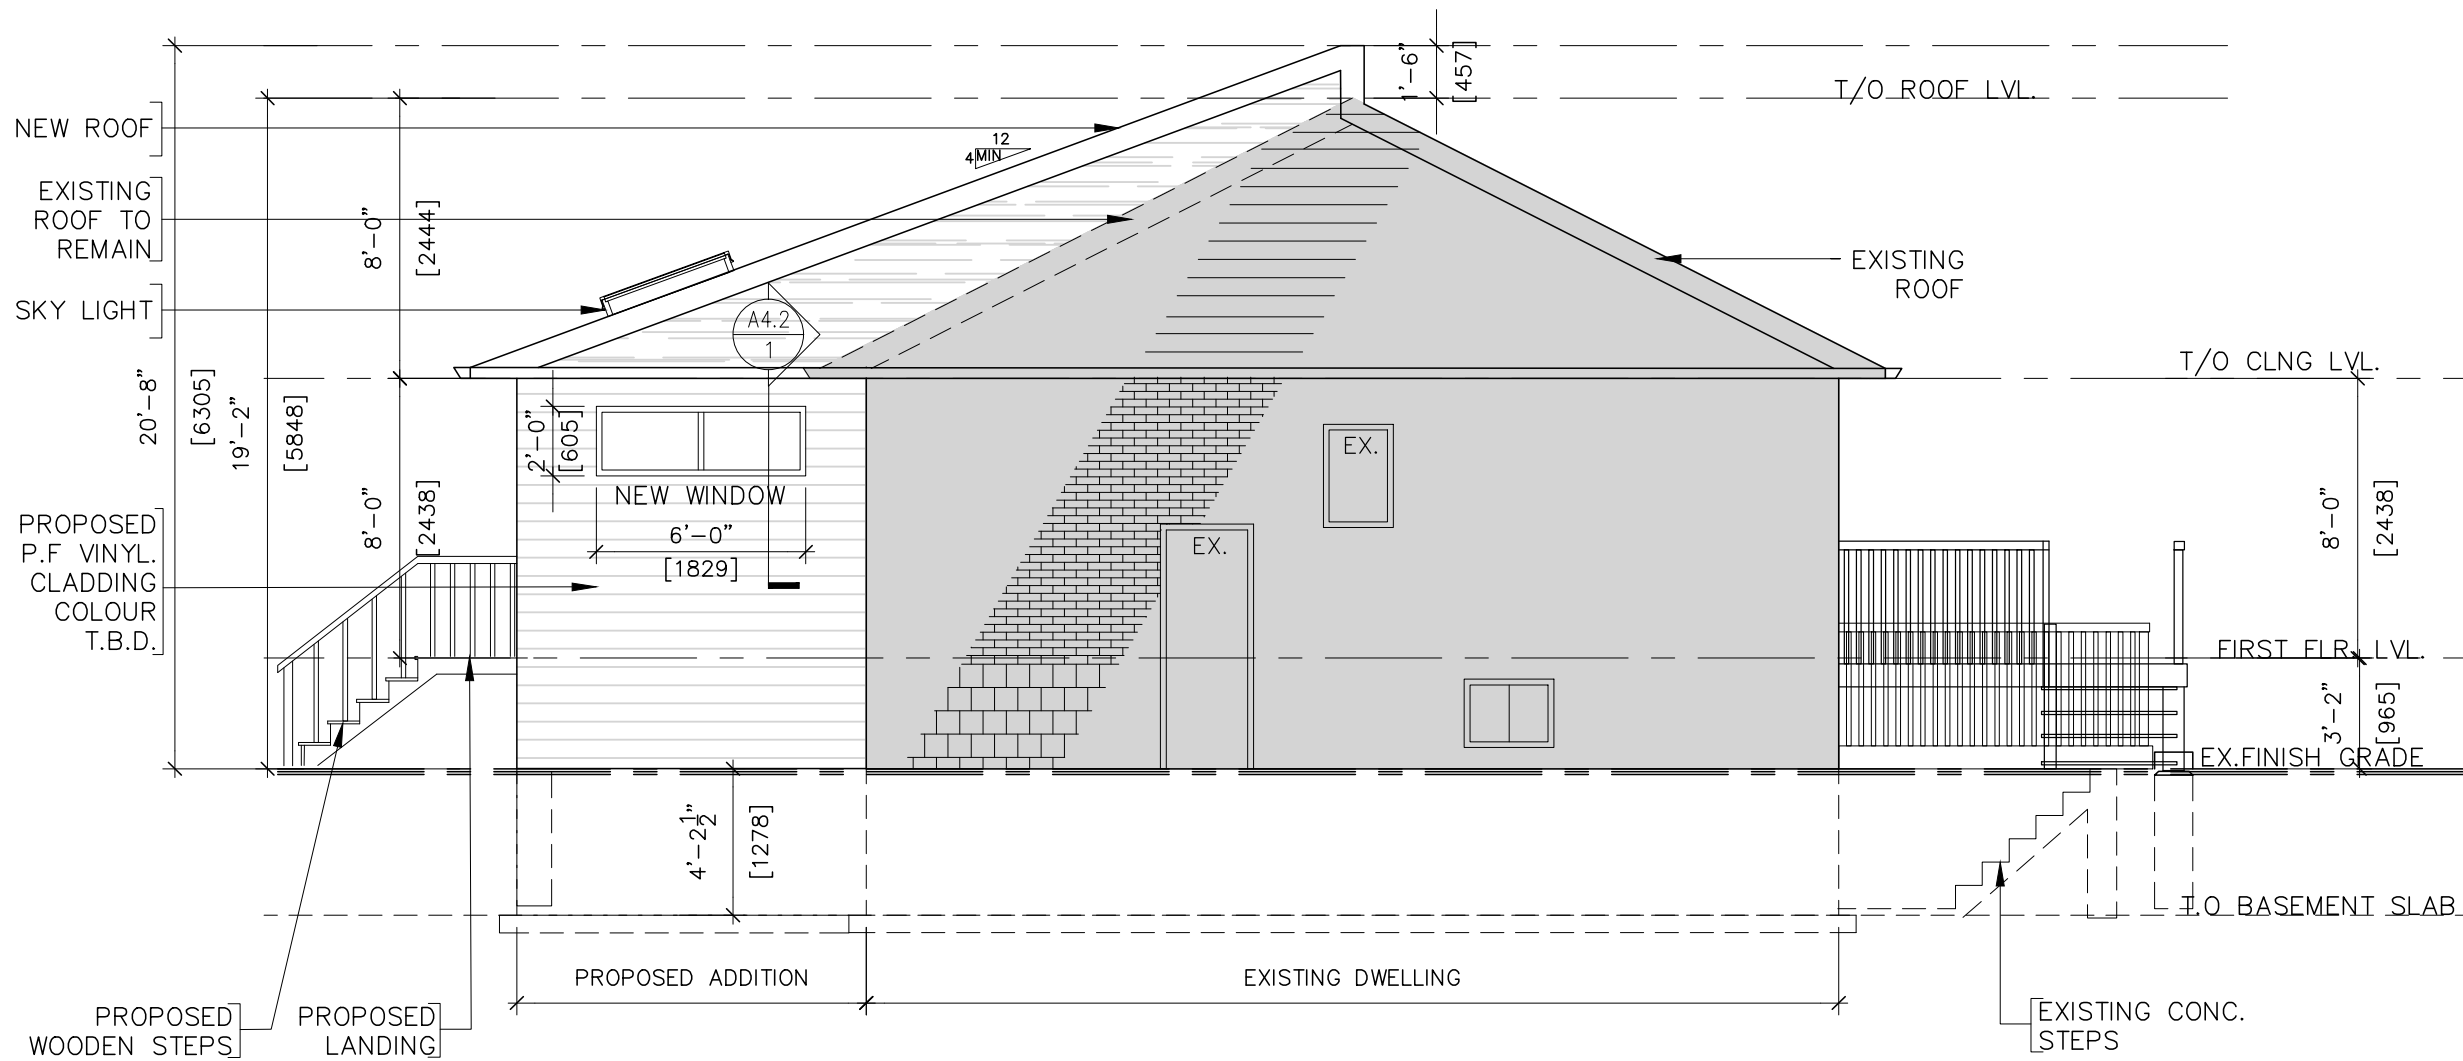 1'-6"
[457]
T/O ROOF LVL.
NEW ROOF
12
4 MIN
EXISTING
ROOF TO
REMAIN
8'-0"
[2444]
EXISTING
ROOF
SKY LIGHT
A4.2
1
T/O CLNG LVL.
20'-8"
[6305]
19'-2"
[5848]
2'-0"
[605]
EX.
NEW WINDOW
6'-0"
[1829]
8'-0"
[2438]
EX.
8'-0"
[2438]
PROPOSED
P.F VINYL.
CLADDING
COLOUR
T.B.D.
FIRST FLR. LVL.
3'-2"
[965]
EX.FINISH GRADE
4'-2 1/2"
[1278]
T.O BASEMENT SLAB
PROPOSED ADDITION
EXISTING DWELLING
PROPOSED
WOODEN STEPS
PROPOSED
LANDING
EXISTING CONC.
STEPS